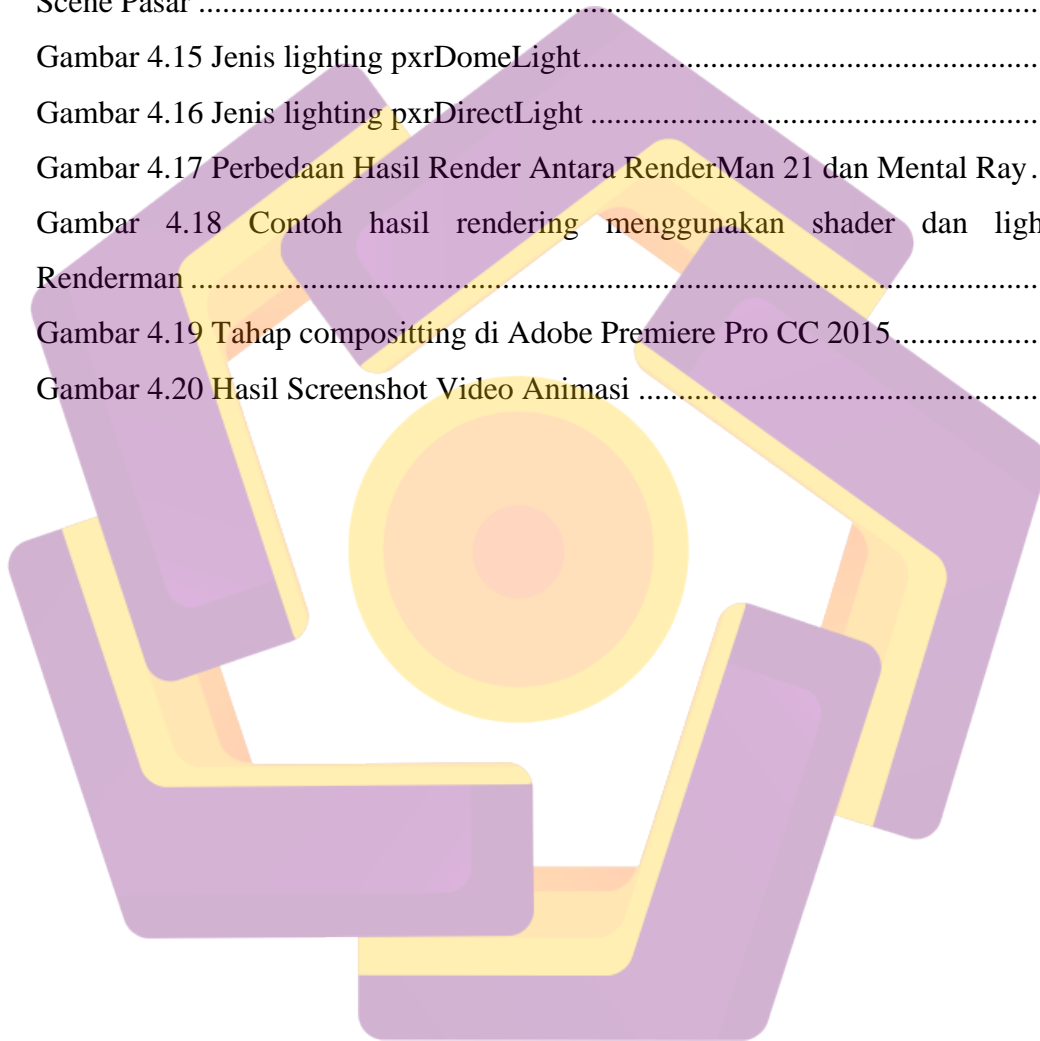 Scene Pasar ....................................................................................................
Gambar 4.15 Jenis lighting pxrDomeLight.........................................................
Gambar 4.16 Jenis lighting pxrDirectLight ........................................................
Gambar 4.17 Perbedaan Hasil Render Antara RenderMan 21 dan Mental Ray.
Gambar 4.18 Contoh hasil rendering menggunakan shader dan
Renderman ......................................................................................................
Gambar 4.19 Tahap compositting di Adobe Premiere Pro CC 2015..................
Gambar 4.20 Hasil Screenshot Video Animasi ..................................................